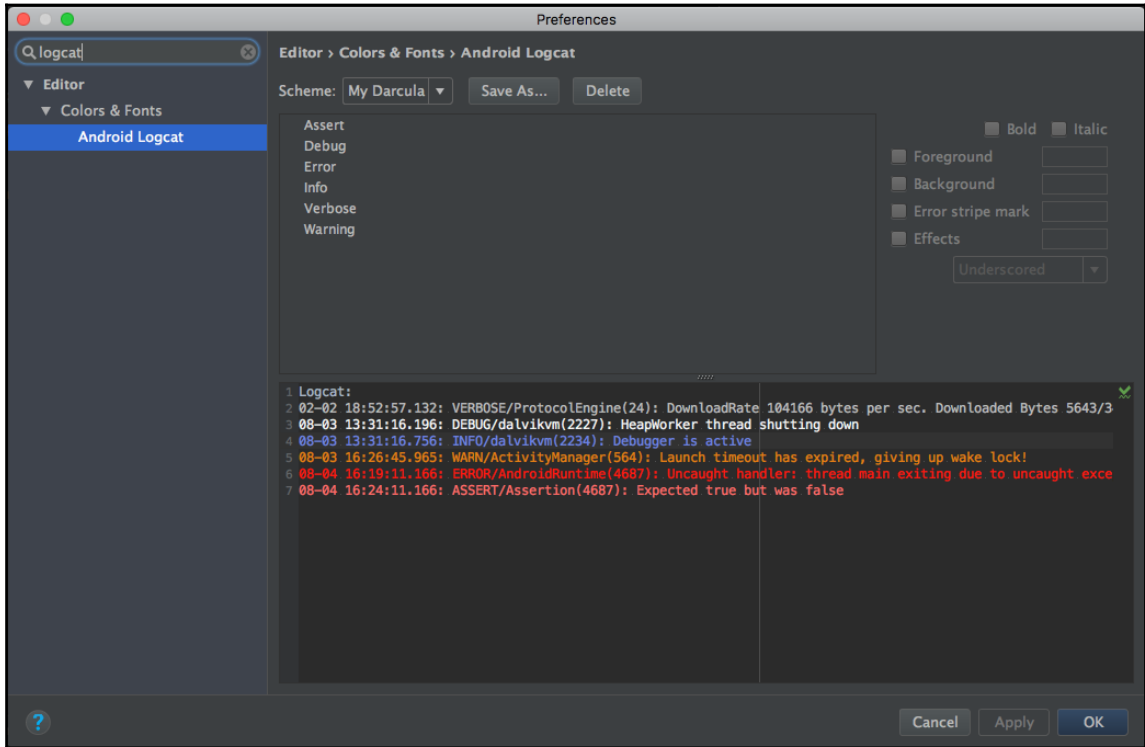 Preferences
logcat
Editor › Colors & Fonts › Android Logcat
Editor
Colors & Fonts
Android Logcat
Scheme: My Darcula Save As... Delete
Assert
Debug
Error
Info
Verbose
Warning
Bold Italic
Foreground
Background
Error stripe mark
Effects
Underscored
1 Logcat:
2 02-02 18:52:57.132: VERBOSE/ProtocolEngine(24): DownloadRate 104166 bytes per sec. Downloaded Bytes 5643/3
3 08-03 13:31:16.196: DEBUG/dalvikvm(2227): HeapWorker thread shutting down
4 08-03 13:31:16.756: INFO/dalvikvm(2234): Debugger is active
5 08-03 16:26:45.965: WARN/ActivityManager(564): Launch timeout has expired, giving up wake lock!
6 08-04 16:19:11.166: ERROR/AndroidRuntime(4687): Uncaught handler: thread main exiting due to uncaught exce
7 08-04 16:24:11.166: ASSERT/Assertion(4687): Expected true but was false
? Cancel Apply OK